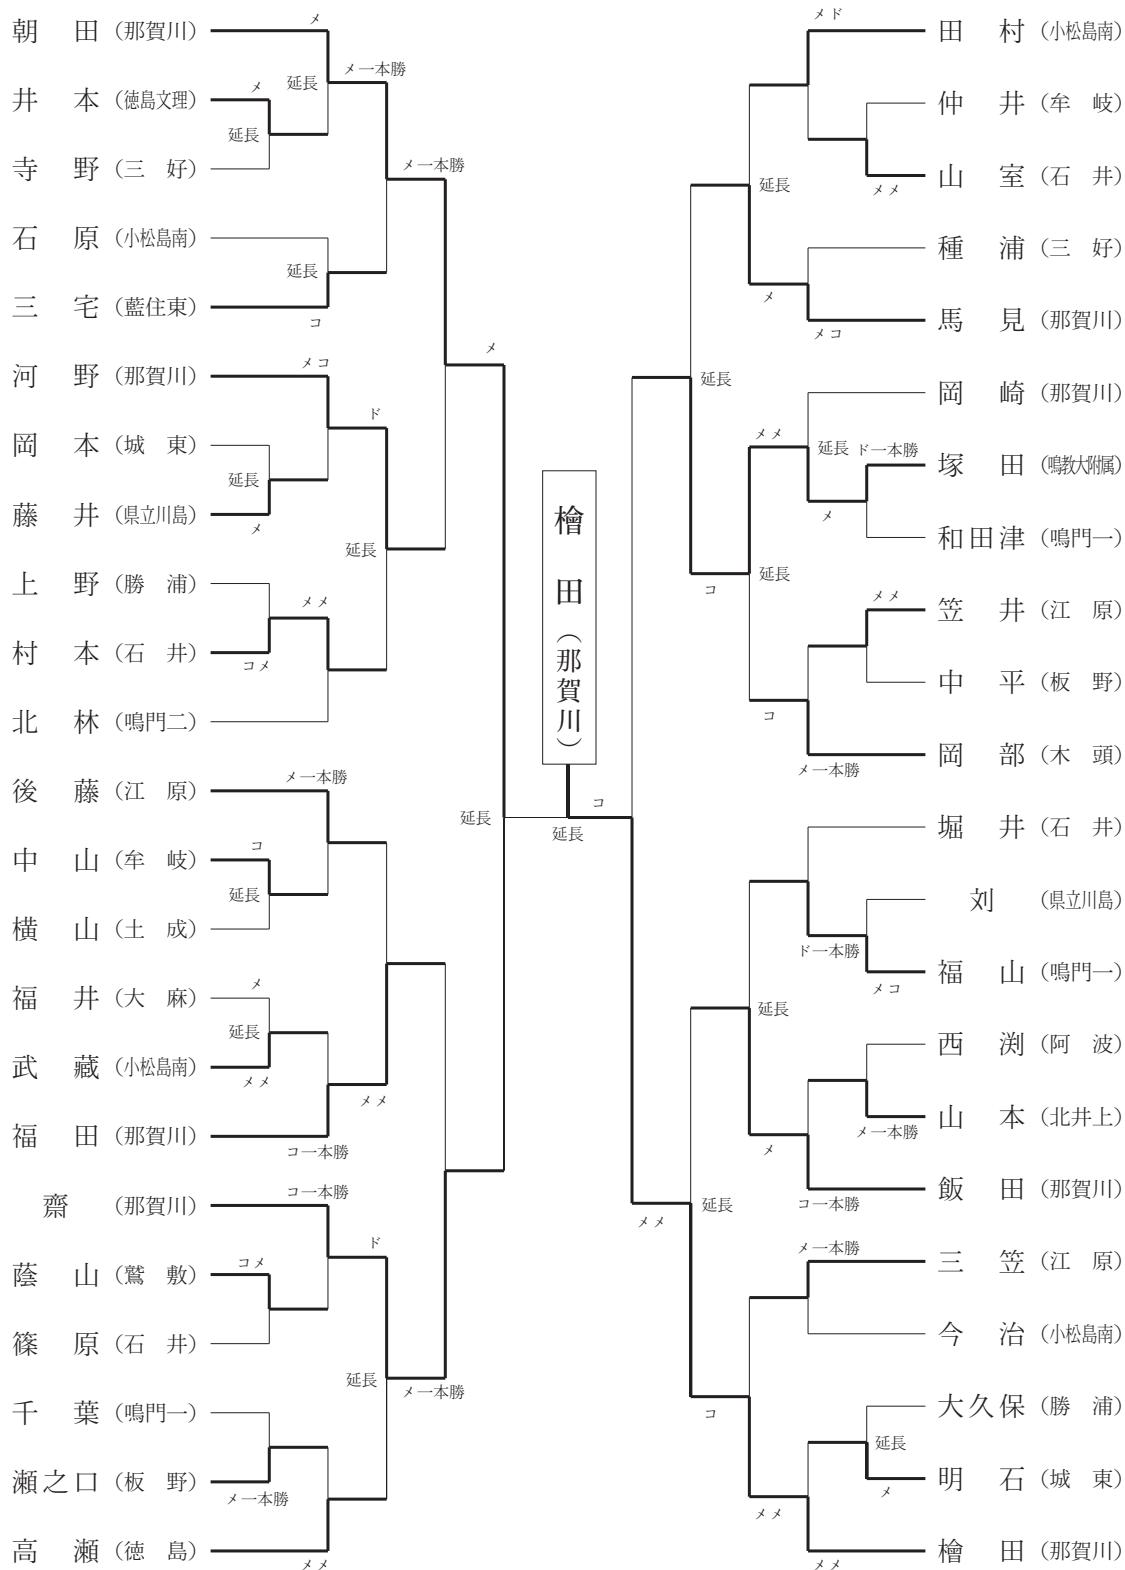 朝田（那賀川）
メ
井本（徳島文理）
メ
延長
延長
メ一本勝
寺野（三好）
メ一本勝
石原（小松島南）
延長
三宅（藍住東）
コ
メ
河野（那賀川）
メコ
岡本（城東）
ド
延長
藤井（県立川島）
メ
延長
上野（勝浦）
メメ
村本（石井）
コメ
北林（鳴門二）
後藤（江原）
メ一本勝
中山（牟岐）
コ
延長
横山（土成）
延長
福井（大麻）
メ
延長
武藏（小松島南）
メメ
メメ
福田（那賀川）
コ一本勝
齋（那賀川）
コ一本勝
蔭山（鷲敷）
コメ
ド
篠原（石井）
延長
メ一本勝
千葉（鳴門一）
瀬之口（板野）
メ一本勝
高瀬（徳島）
メメ
檜田（那賀川）
コ
延長
メド
田村（小松島南）
仲井（牟岐）
山室（石井）
メメ
延長
種浦（三好）
メ
馬見（那賀川）
メコ
延長
岡崎（那賀川）
メメ
延長
ド一本勝
塚田（鳴教大附属）
メ
和田津（鳴門一）
延長
コ
メメ
笠井（江原）
中平（板野）
コ
岡部（木頭）
メ一本勝
堀井（石井）
刘（県立川島）
ド一本勝
福山（鳴門一）
メコ
延長
西渕（阿波）
山本（北井上）
メ一本勝
メ
飯田（那賀川）
コ一本勝
延長
メメ
メ一本勝
三笠（江原）
今治（小松島南）
大久保（勝浦）
コ
延長
明石（城東）
メ
メメ
檜田（那賀川）
メメ